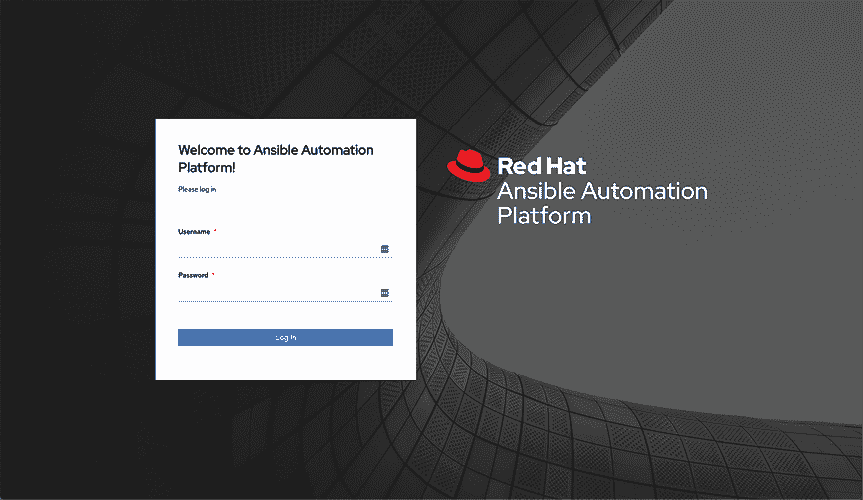 Welcome to Ansible Automation
Platform!
Please log in
Username *
Password *
Log In
Red Hat
Ansible Automation
Platform